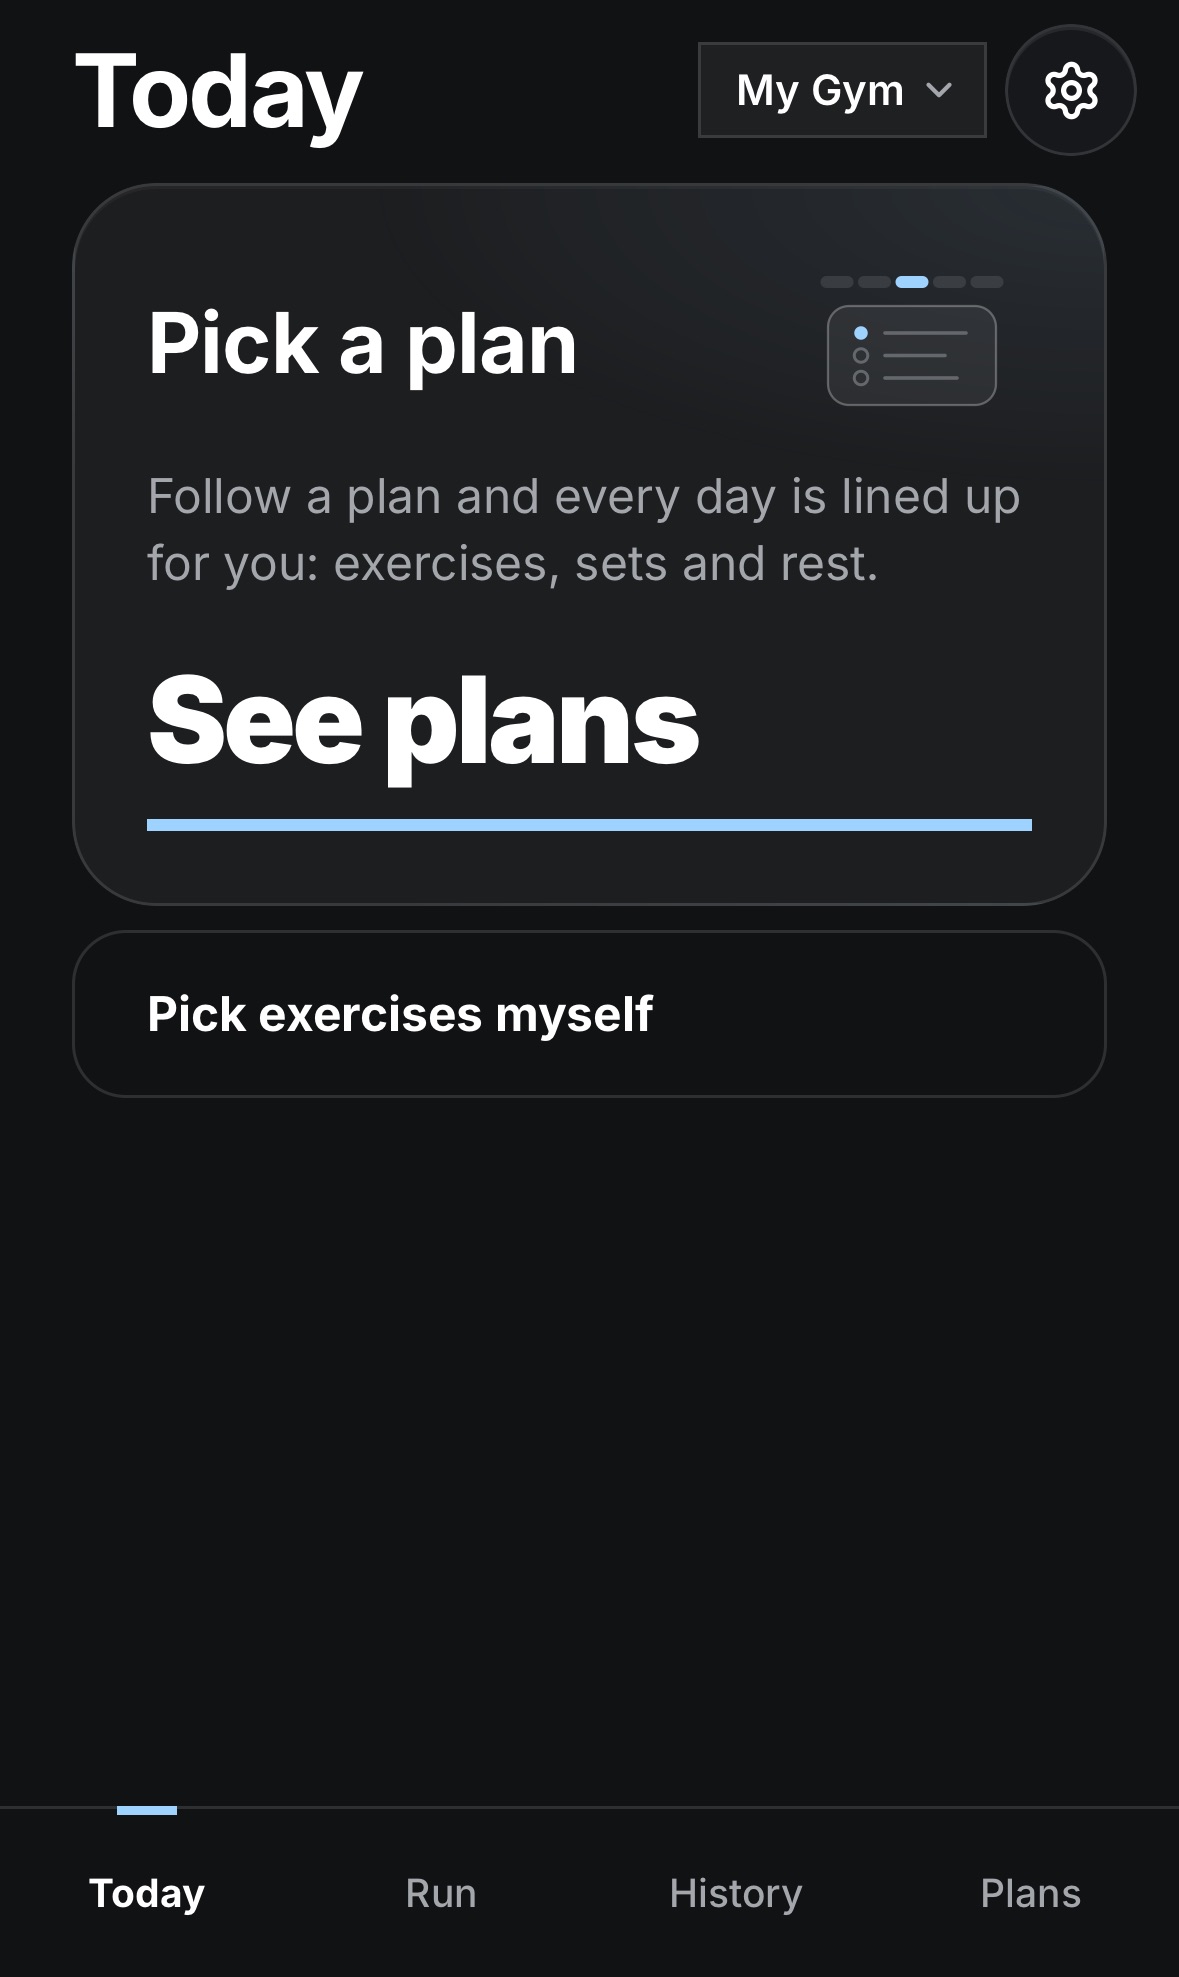 Today
My Gym
Pick a plan
Follow a plan and every day is lined up
for you: exercises, sets and rest.
See plans
Pick exercises myself
Today
Run
History
Plans